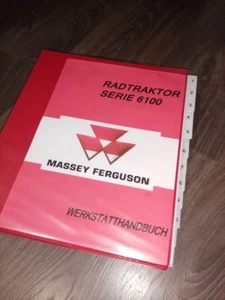 RADTRAKTOR
SERIE 6100
MASSEY FERGUSON
WERKSTATTHANDBUCH